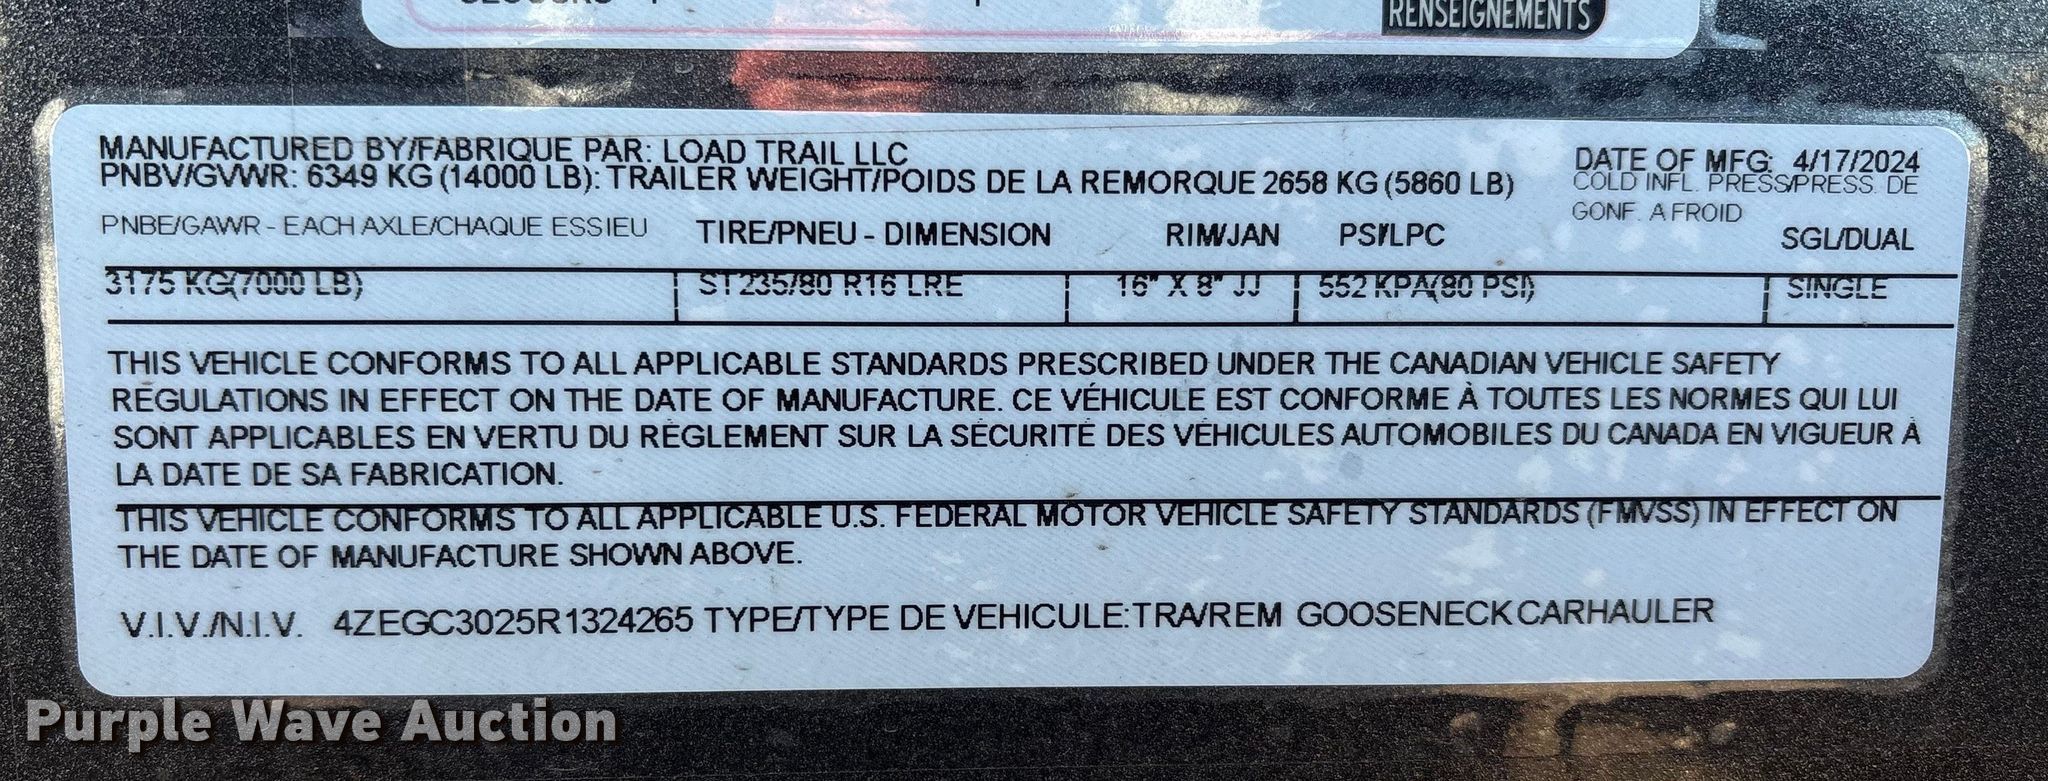 RENSEIGNEMENTS
MANUFACTURED BY/FABRIQUE PAR: LOAD TRAIL LLC
DATE OF MFG: 4/17/2024
PNBV/GVWR: 6349 KG (14000 LB): TRAILER WEIGHT/POIDS DE LA REMORQUE 2658 KG (5860 LB)
COLD INFL. PRESS/PRESS. DE
GONF. A FROID
PNBE/GAWR - EACH AXLE/CHAQUE ESSIEU TIRE/PNEU - DIMENSION RIM/JAN PSI/LPC SGL/DUAL
3175 KG(7000 LB) ST235/80 R16 LRE 16" X 8" JJ 552 KPA(80 PSI) SINGLE
THIS VEHICLE CONFORMS TO ALL APPLICABLE STANDARDS PRESCRIBED UNDER THE CANADIAN VEHICLE SAFETY
REGULATIONS IN EFFECT ON THE DATE OF MANUFACTURE. CE VÉHICULE EST CONFORME À TOUTES LES NORMES QUI LUI
SONT APPLICABLES EN VERTU DU RÈGLEMENT SUR LA SÉCURITÉ DES VÉHICULES AUTOMOBILES DU CANADA EN VIGUEUR À
LA DATE DE SA FABRICATION.
THIS VEHICLE CONFORMS TO ALL APPLICABLE U.S. FEDERAL MOTOR VEHICLE SAFETY STANDARDS (FMVSS) IN EFFECT ON
THE DATE OF MANUFACTURE SHOWN ABOVE.
V.I.V./N.I.V. 4ZEGC3025R1324265 TYPE/TYPE DE VEHICULE:TRA/REM GOOSENECK CARHAULER
Purple Wave Auction